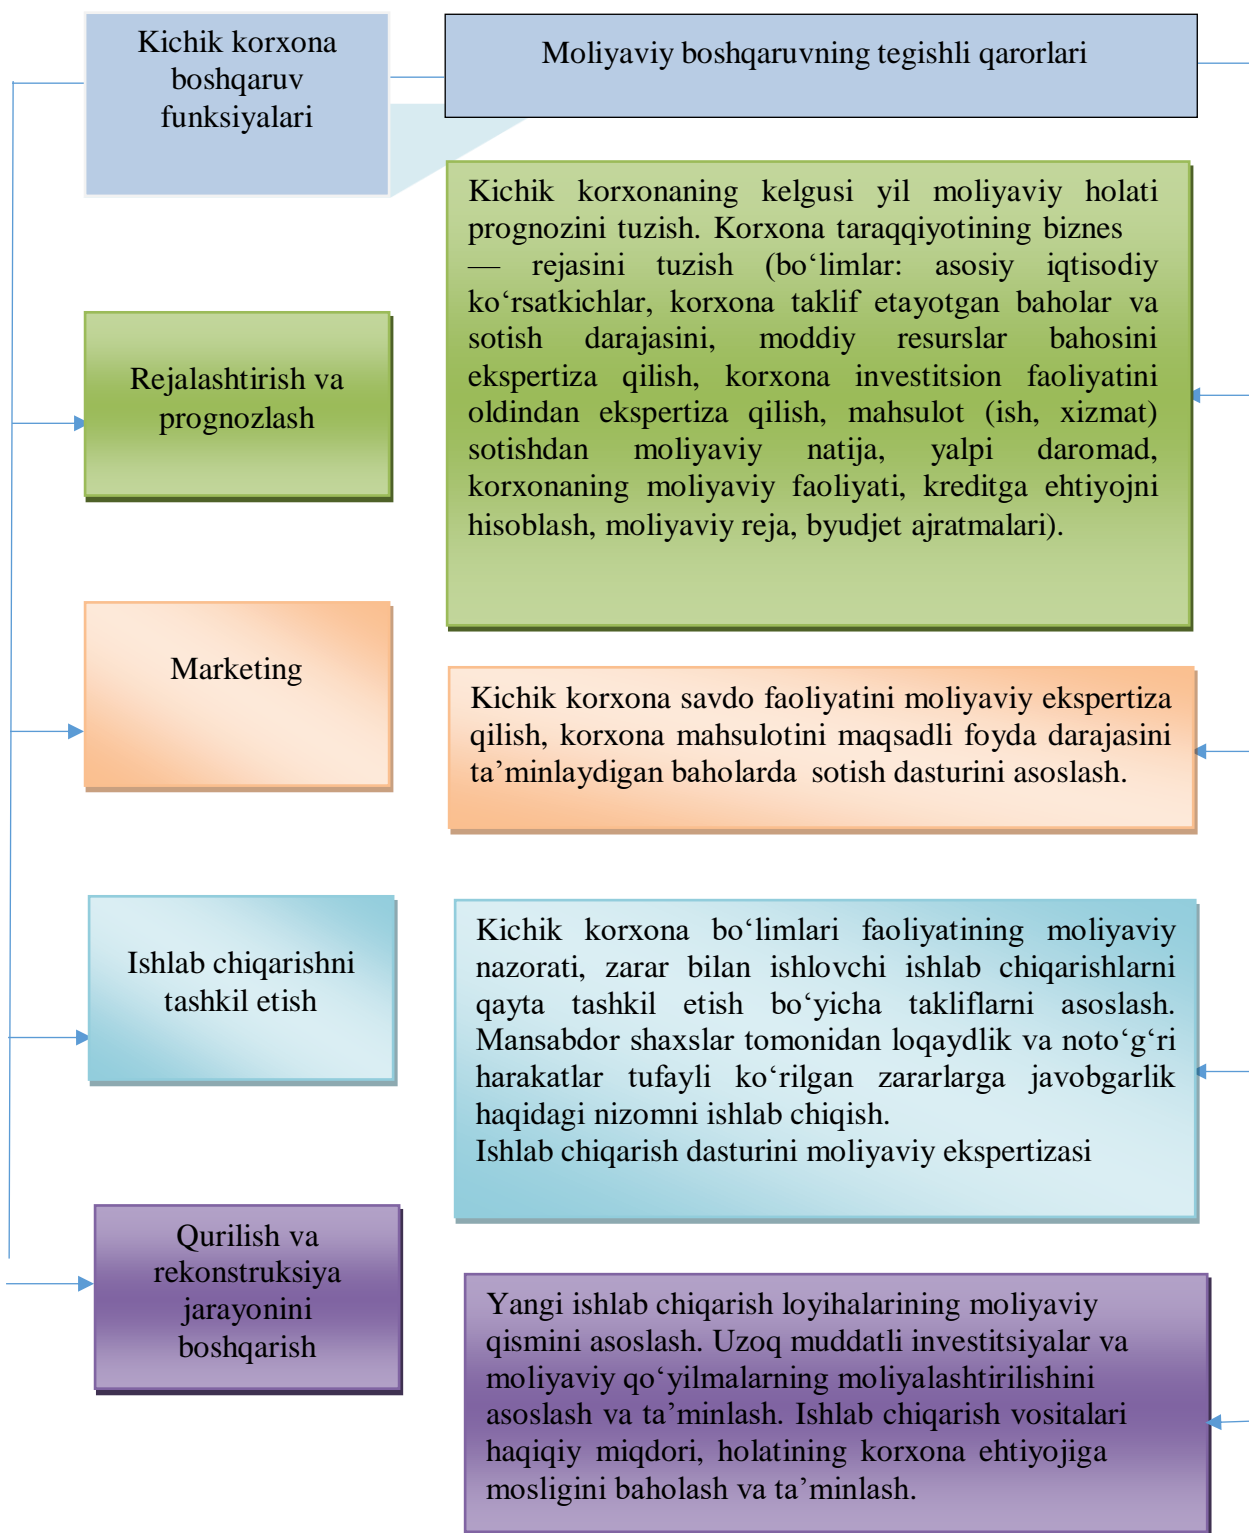 Kichik korxona
boshqaruv
funksiyalari
Moliyaviy boshqaruvning tegishli qarorlari
Rejalashtirish va
prognozlash
Kichik korxonaning kelgusi yil moliyaviy holati
prognozini tuzish. Korxona taraqqiyotining biznes
— rejasini tuzish (bo‘limlar: asosiy iqtisodiy
ko‘rsatkichlar, korxona taklif etayotgan baholar va
sotish darajasini, moddiy resurslar bahosini
ekspertiza qilish, korxona investitsion faoliyatini
oldindan ekspertiza qilish, mahsulot (ish, xizmat)
sotishdan moliyaviy natija, yalpi daromad,
korxonaning moliyaviy faoliyati, kreditga ehtiyojni
hisoblash, moliyaviy reja, byudjet ajratmalari).
Marketing
Kichik korxona savdo faoliyatini moliyaviy ekspertiza
qilish, korxona mahsulotini maqsadli foyda darajasini
ta’minlaydigan baholarda sotish dasturini asoslash.
Ishlab chiqarishni
tashkil etish
Kichik korxona bo‘limlari faoliyatining moliyaviy
nazorati, zarar bilan ishlovchi ishlab chiqarishlarni
qayta tashkil etish bo‘yicha takliflarni asoslash.
Mansabdor shaxslar tomonidan loqaydlik va noto‘g‘ri
harakatlar tufayli ko‘rilgan zararlarga javobgarlik
haqidagi nizomni ishlab chiqish.
Ishlab chiqarish dasturini moliyaviy ekspertizasi
Qurilish va
rekonstruksiya
jarayonini
boshqarish
Yangi ishlab chiqarish loyihalarining moliyaviy
qismini asoslash. Uzoq muddatli investitsiyalar va
moliyaviy qo‘yilmalarning moliyalashtirilishini
asoslash va ta’minlash. Ishlab chiqarish vositalari
haqiqiy miqdori, holatining korxona ehtiyojiga
mosligini baholash va ta’minlash.